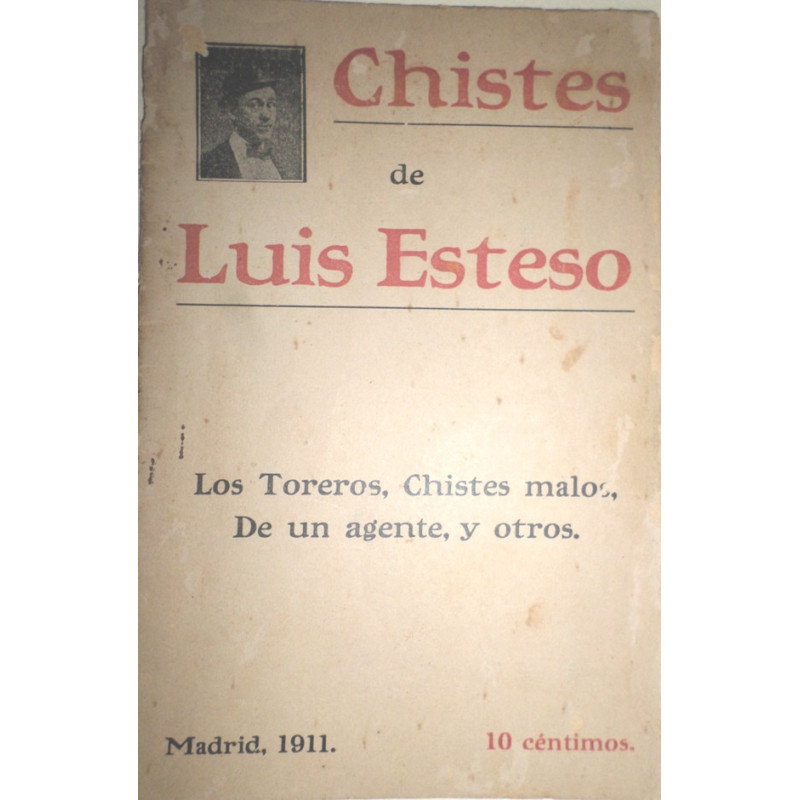 Chistes
de
Luis Esteso
Los Toreros, Chistes malos,
De un agente, y otros.
Madrid, 1911.
10 céntimos.